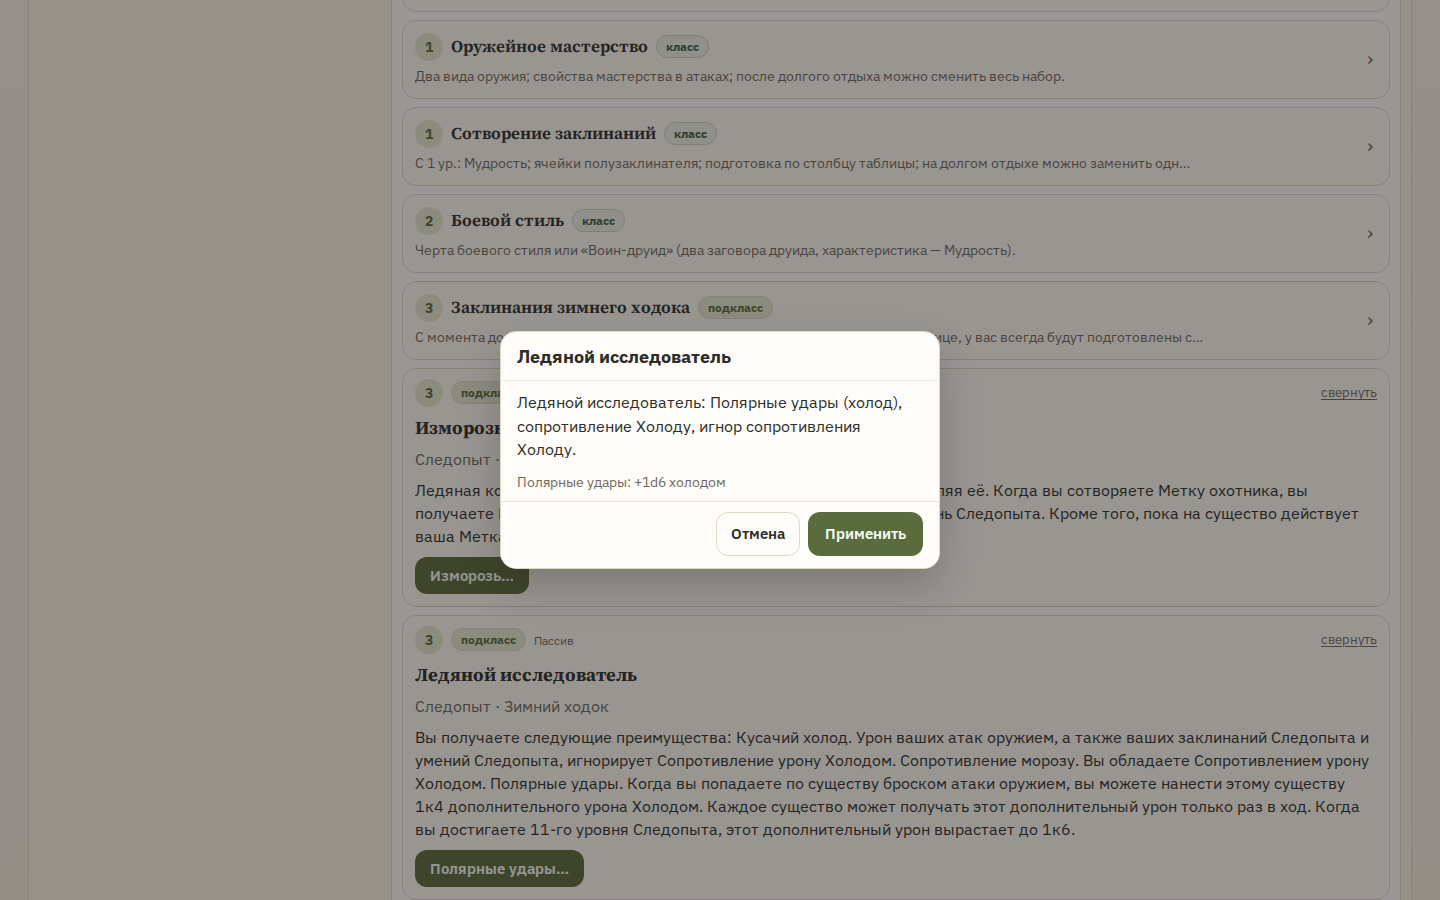 1 Оружейное мастерство класс
Два вида оружия; свойства мастерства в атаках; после долгого отдыха можно сменить весь набор.
1 Сотворение заклинаний класс
С 1 ур.: Мудрость; ячейки полузаклинателя; подготовка по столбцу таблицы; на долгом отдыхе можно заменить одн...
2 Боевой стиль класс
Черта боевого стиля или «Воин-друид» (два заговора друида, характеристика — Мудрость).
3 Заклинания зимнего ходока подкласс
С момента до
ице, у вас всегда будут подготовлены с...
Ледяной исследователь
Ледяной исследователь: Полярные удары (холод),
сопротивление Холоду, игнор сопротивления
Холоду.
Полярные удары: +1d6 холодом
Отмена Применить
3 подкла свернуть
Изморозь
Следопыт ·
Ледяная ко ляя её. Когда вы сотворяете Метку охотника, вы
получаете нь Следопыта. Кроме того, пока на существо действует
ваша Метка
Изморозь...
3 подкласс Пассив свернуть
Ледяной исследователь
Следопыт · Зимний ходок
Вы получаете следующие преимущества: Кусачий холод. Урон ваших атак оружием, а также ваших заклинаний Следопыта и
умений Следопыта, игнорирует Сопротивление урону Холодом. Сопротивление морозу. Вы обладаете Сопротивлением урону
Холодом. Полярные удары. Когда вы попадаете по существу броском атаки оружием, вы можете нанести этому существу
1к4 дополнительного урона Холодом. Каждое существо может получать этот дополнительный урон только раз в ход. Когда
вы достигаете 11-го уровня Следопыта, этот дополнительный урон вырастает до 1к6.
Полярные удары...